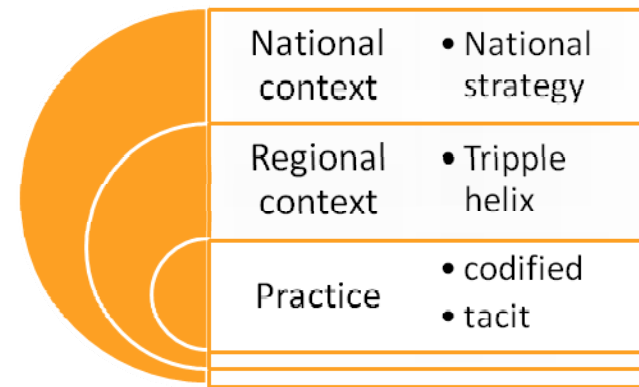 National
context
• National
strategy
Regional
context
• Tripple
helix
Practice
• codified
• tacit